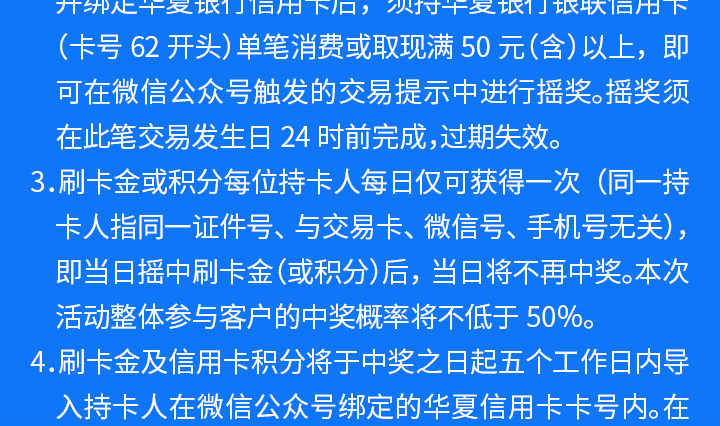 并绑定华夏银行信用卡后，须持华夏银行银联信用卡
（卡号 62 开头）单笔消费或取现满 50 元（含）以上，即
可在微信公众号触发的交易提示中进行摇奖。摇奖须
在此笔交易发生日 24 时前完成，过期失效。
3.刷卡金或积分每位持卡人每日仅可获得一次（同一持
卡人指同一证件号、与交易卡、微信号、手机号无关），
即当日摇中刷卡金（或积分）后，当日将不再中奖。本次
活动整体参与客户的中奖概率将不低于 50%。
4.刷卡金及信用卡积分将于中奖之日起五个工作日内导
入持卡人在微信公众号绑定的华夏信用卡卡号内。在